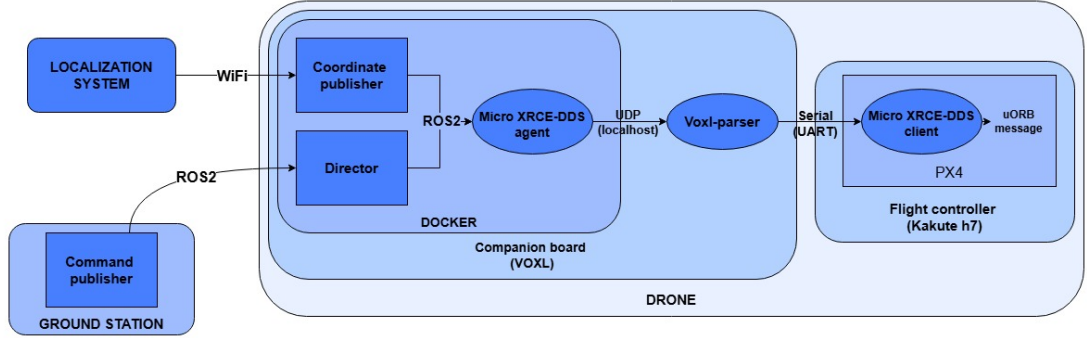 LOCALIZATION
SYSTEM
WiFi
Coordinate
publisher
ROS2
Micro XRCE-DDS
agent
UDP
(localhost)
Voxl-parser
Serial
(UART)
Micro XRCE-DDS
client
uORB
message
PX4
Flight controller
(Kakute h7)
Director
ROS2
DOCKER
Companion board
(VOXL)
DRONE
Command
publisher
GROUND STATION